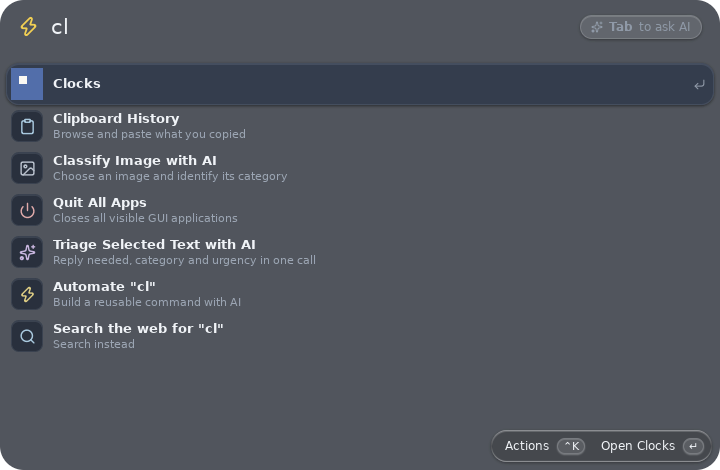 cl
Tab to ask AI
Clocks
Clipboard History
Browse and paste what you copied
Classify Image with AI
Choose an image and identify its category
Quit All Apps
Closes all visible GUI applications
Triage Selected Text with AI
Reply needed, category and urgency in one call
Automate "cl"
Build a reusable command with AI
Search the web for "cl"
Search instead
Actions ^K Open Clocks ↵